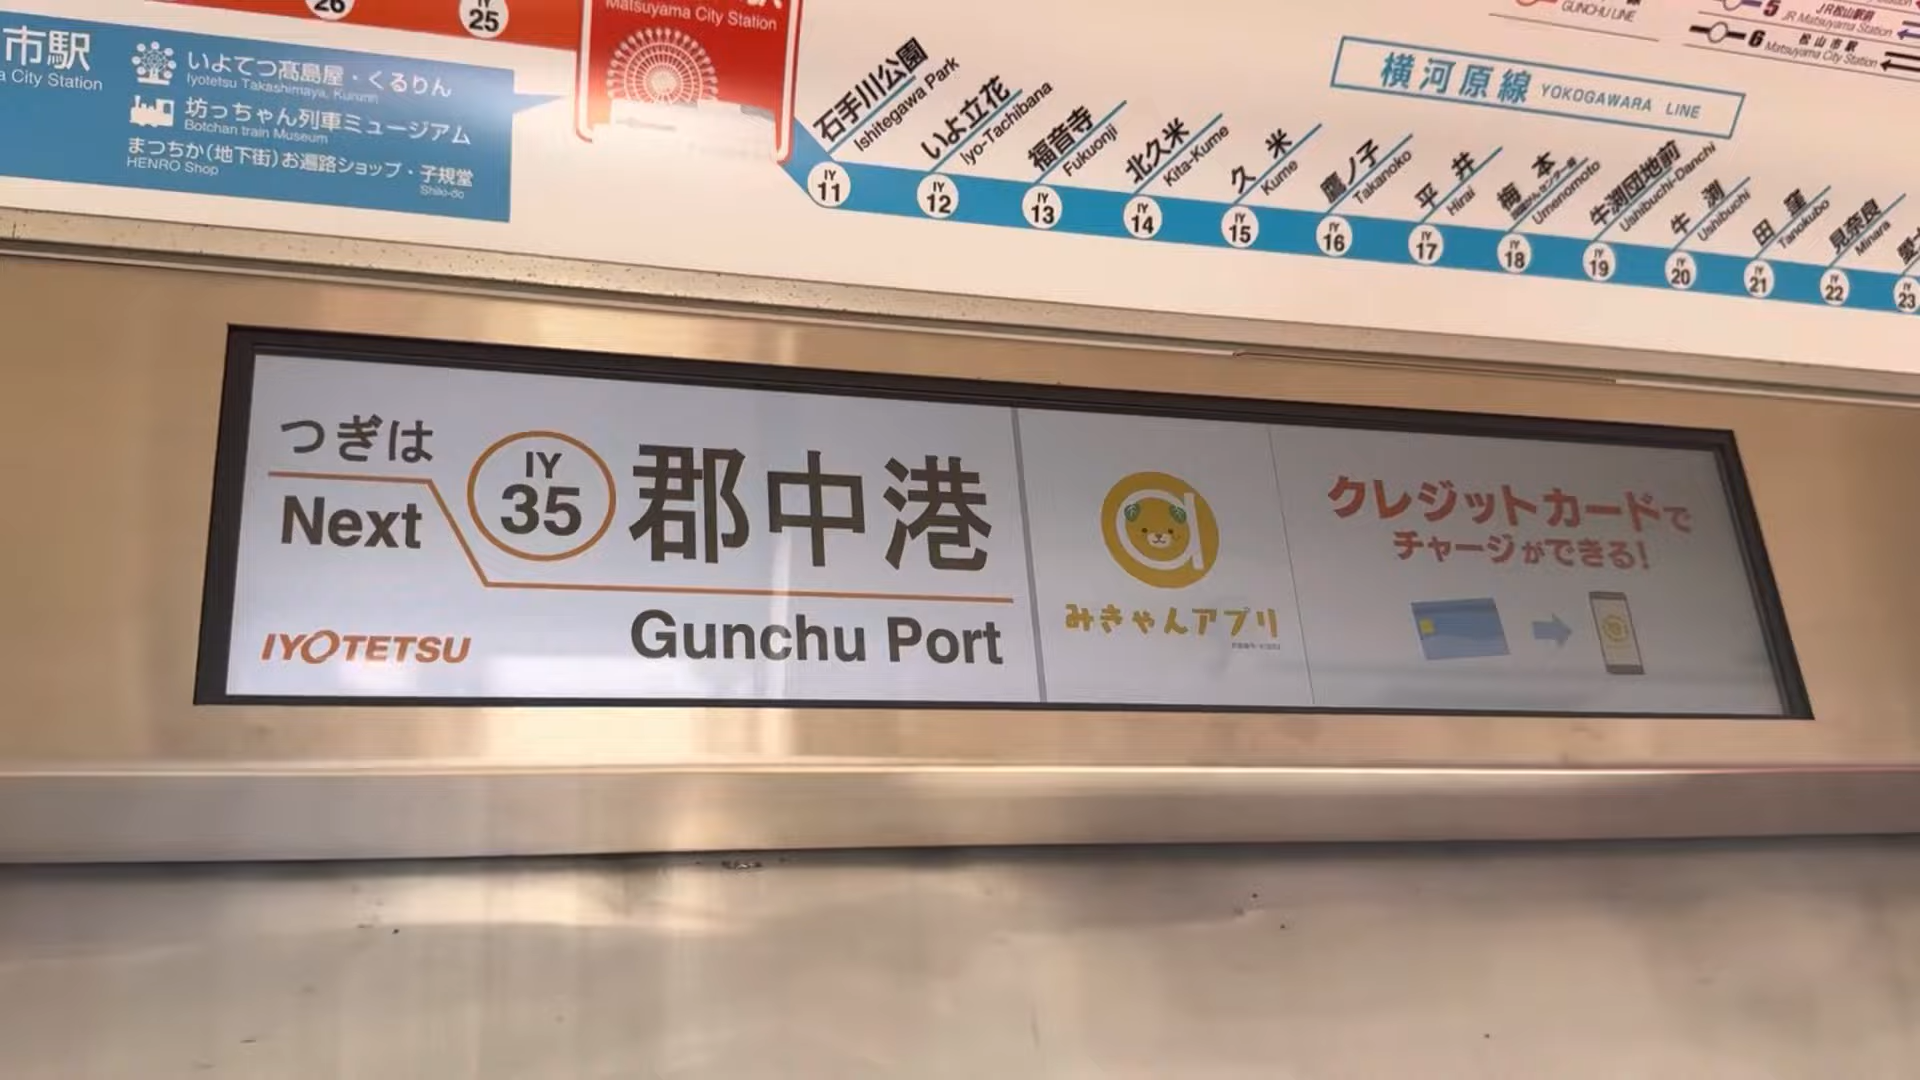 26
IY
25
Matsuyama City Station
市駅
a City Station
いよてつ髙島屋・くるりん
Iyotetsu Takashimaya, Kururin
坊っちゃん列車ミュージアム
Botchan train Museum
まつちか(地下街)お遍路ショップ・子規堂
HENRO Shop
Shiki-do
GUNCHU LINE
5
JR松山駅前
JR Matsuyama Station
6
松山市駅
Matsuyama City Station
横河原線 YOKOGAWARA LINE
石手川公園
Ishitegawa Park
IY
11
いよ立花
Iyo-Tachibana
IY
12
福音寺
Fukuonji
IY
13
北久米
Kita-Kume
IY
14
久米
Kume
IY
15
鷹ノ子
Takanoko
IY
16
平井
Hirai
IY
17
梅本
Umenomoto
IY
18
牛渕団地前
Ushibuchi-Danchi
IY
19
牛渕
Ushibuchi
IY
20
田窪
Tanokubo
IY
21
見奈良
Minara
IY
22
IY
23
つぎは
Next
IY
35
郡中港
Gunchu Port
IYOTETSU
みきゃんアプリ
クレジットカードで
チャージができる!